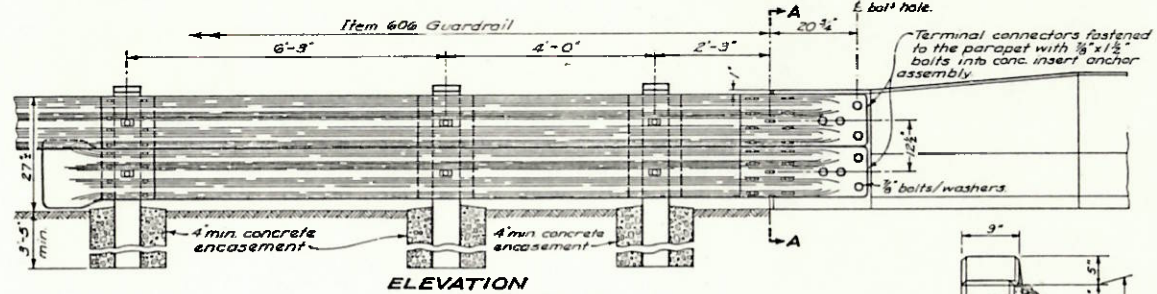 Item 606 Guardrail
A
20 3/4"
℄ bolt hole.
6'-3"
4'-0"
2'-3"
1"
Terminal connectors fastened
to the parapet with 7/8" x 1 1/2"
bolts into conc. insert anchor
assembly.
27 1/2"
12 1/2"
7/8" bolts/washers.
min.
4" min. concrete
encasement
4" min. concrete
encasement
A
ELEVATION
9"
5"